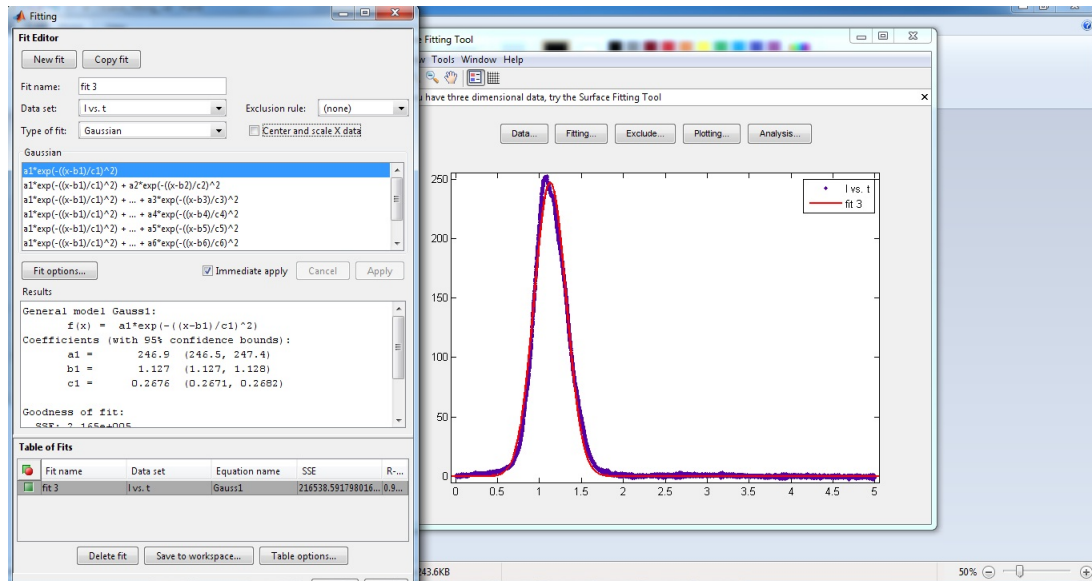 Fitting
Fit Editor
New fit Copy fit
Fit name: fit 3
Data set: I vs. t Exclusion rule: (none)
Type of fit: Gaussian Center and scale X data
Gaussian
a1*exp(-((x-b1)/c1)^2)
a1*exp(-((x-b1)/c1)^2) + a2*exp(-((x-b2)/c2)^2
a1*exp(-((x-b1)/c1)^2) + ... + a3*exp(-((x-b3)/c3)^2
a1*exp(-((x-b1)/c1)^2) + ... + a4*exp(-((x-b4)/c4)^2
a1*exp(-((x-b1)/c1)^2) + ... + a5*exp(-((x-b5)/c5)^2
a1*exp(-((x-b1)/c1)^2) + ... + a6*exp(-((x-b6)/c6)^2
Fit options... Immediate apply Cancel Apply
Results
General model Gauss1:
f(x) = a1*exp(-((x-b1)/c1)^2)
Coefficients (with 95% confidence bounds):
a1 = 246.9 (246.5, 247.4)
b1 = 1.127 (1.127, 1.128)
c1 = 0.2676 (0.2671, 0.2682)
Goodness of fit:
SSE: 2.165e+005
Table of Fits
Fit name Data set Equation name SSE R-...
fit 3 I vs. t Gauss1 216538.591798016... 0.9...
Delete fit Save to workspace... Table options...
e Fitting Tool
w Tools Window Help
u have three dimensional data, try the Surface Fitting Tool
Data... Fitting... Exclude... Plotting... Analysis...
I vs. t
fit 3
250
200
150
100
50
0
0 0.5 1 1.5 2 2.5 3 3.5 4 4.5 5
243.6KB
50%